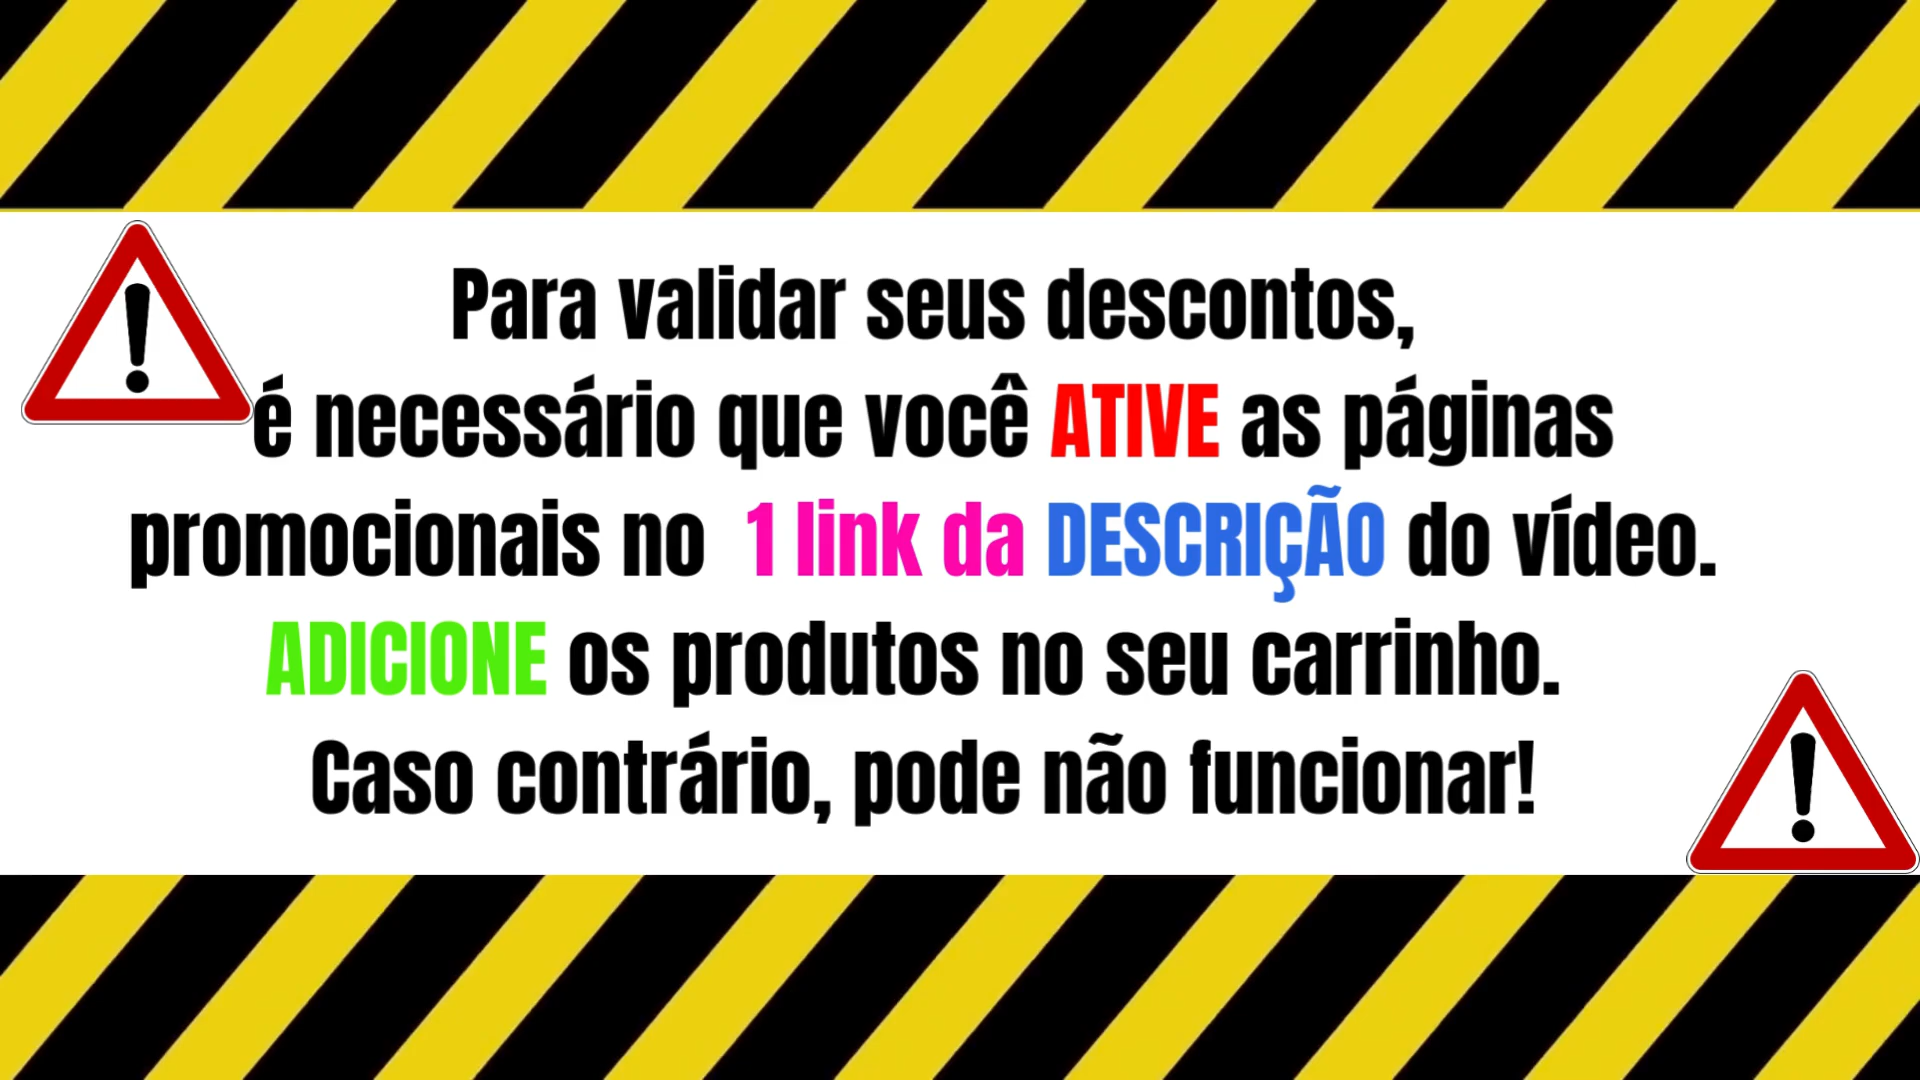 Para validar seus descontos,
é necessário que você ATIVE as páginas
promocionais no 1 link da DESCRIÇÃO do vídeo.
ADICIONE os produtos no seu carrinho.
Caso contrário, pode não funcionar!